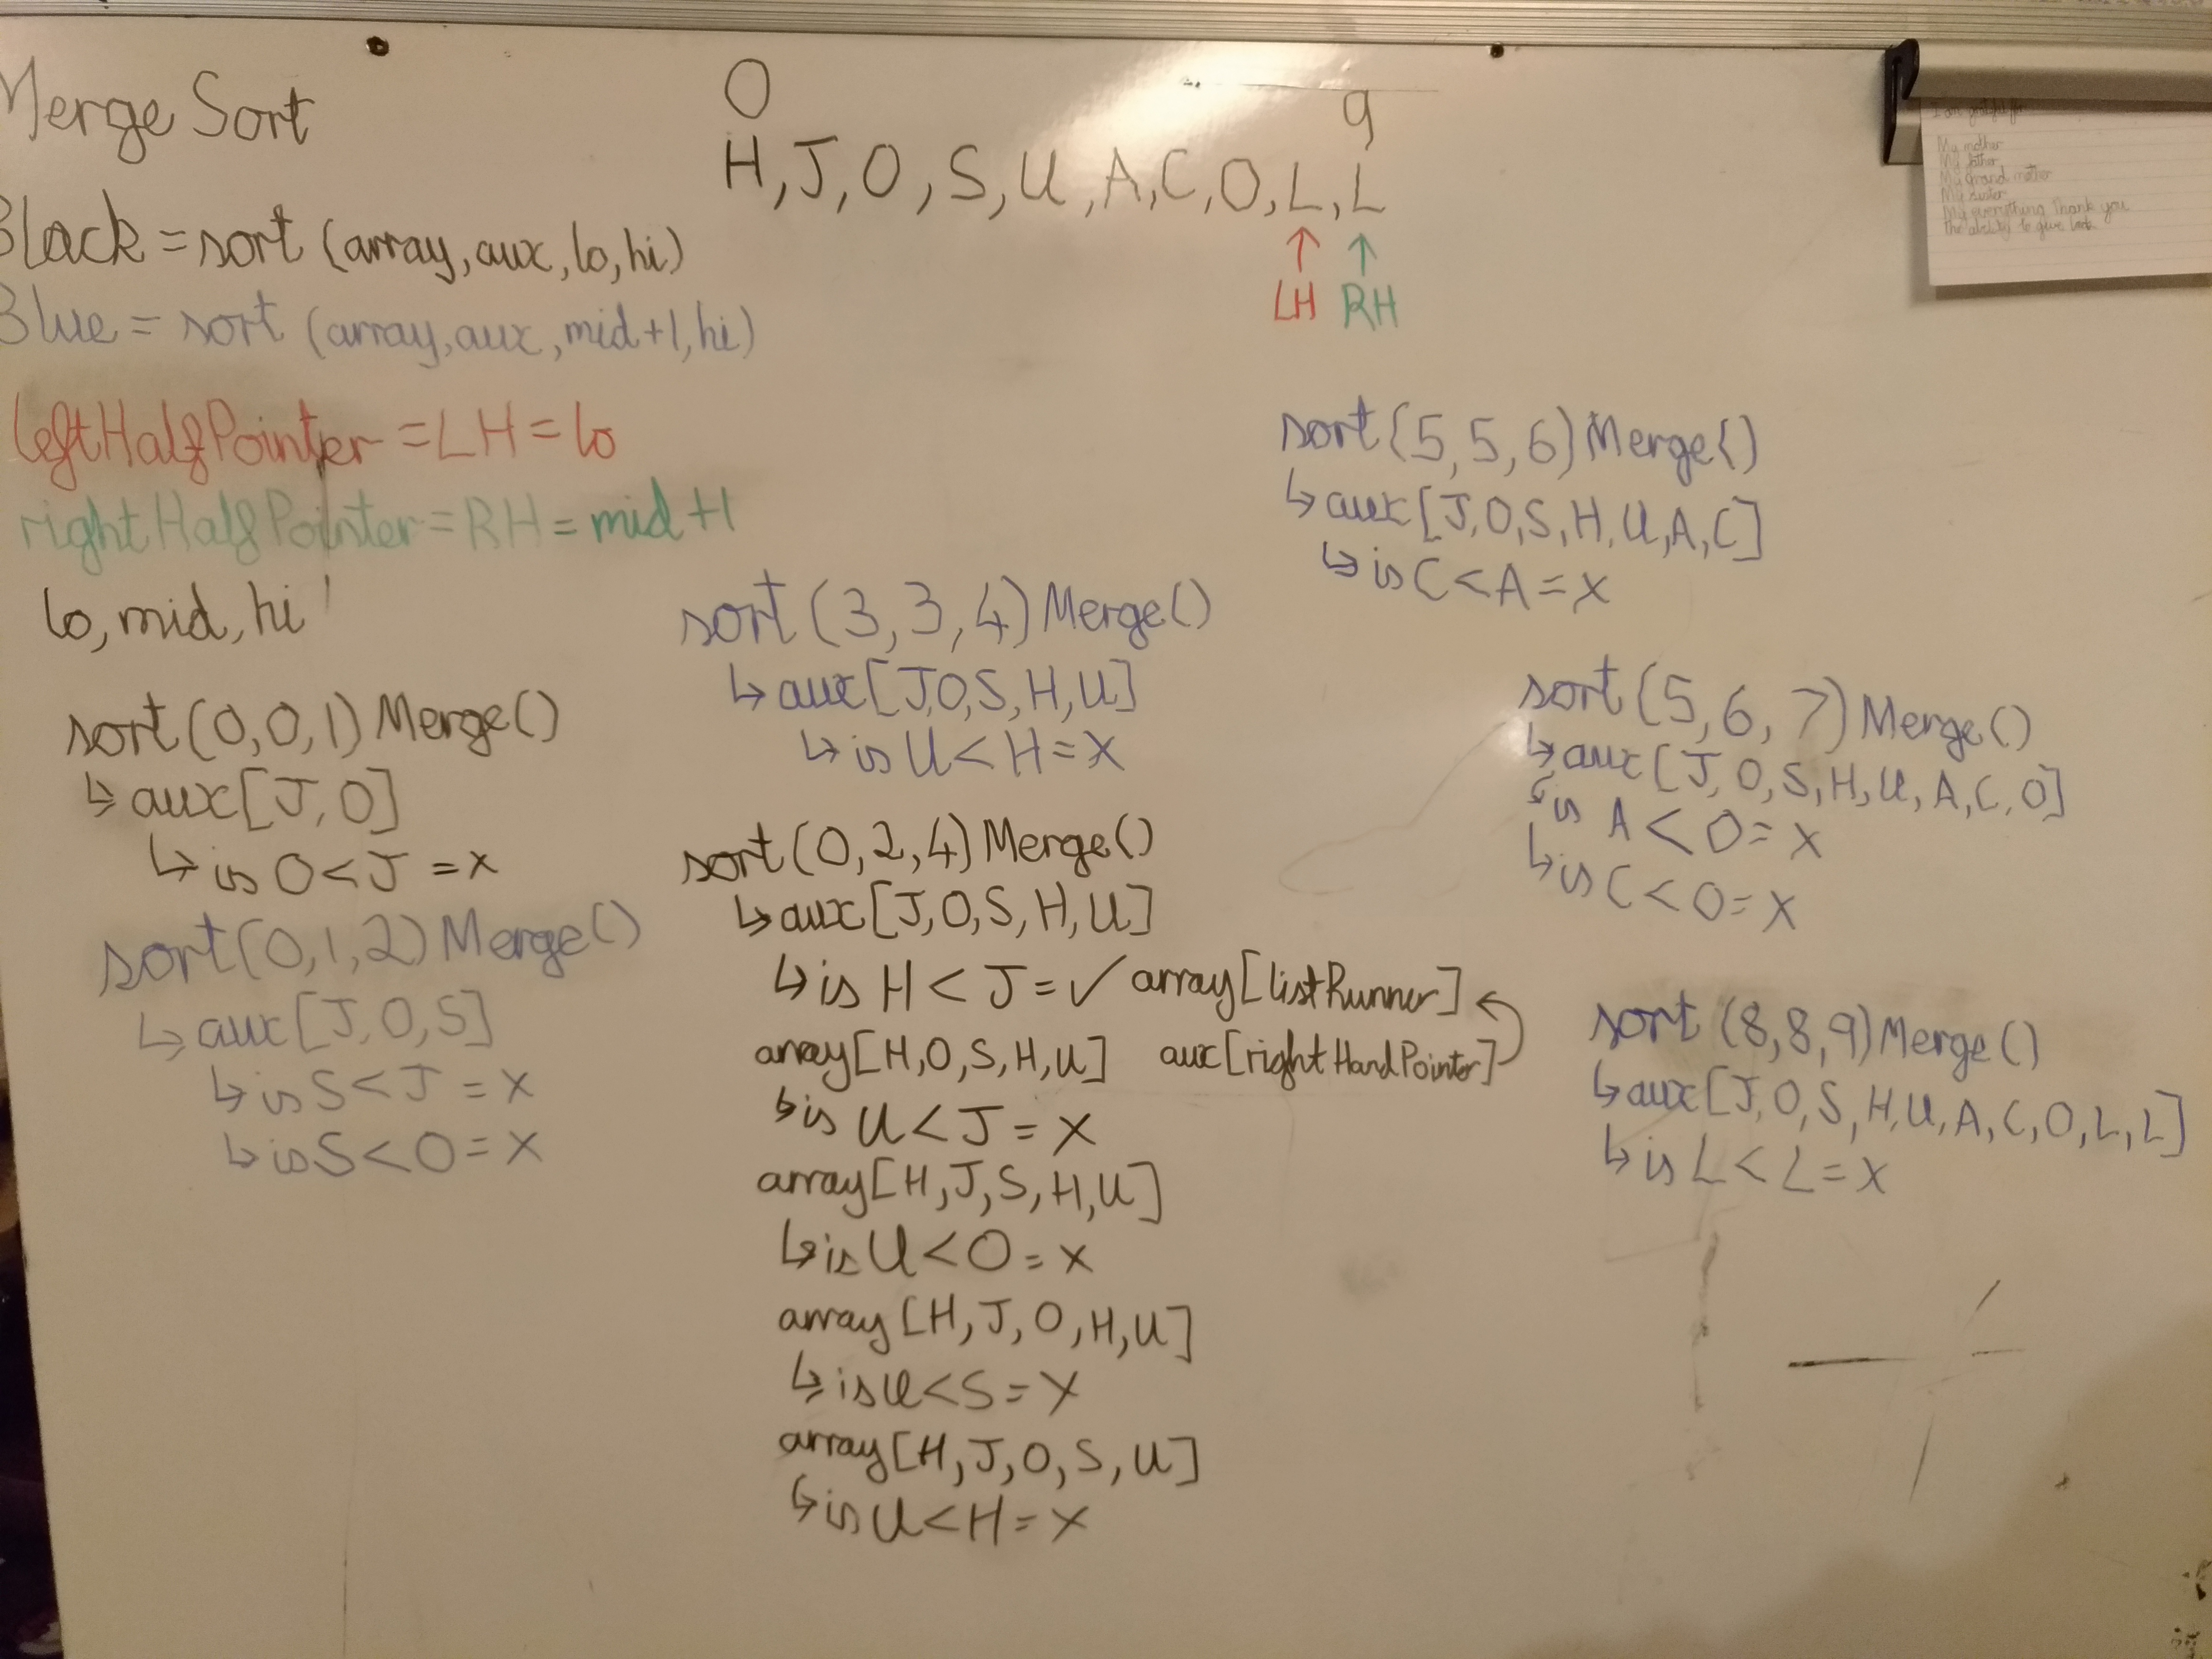 Merge Sort
0 9
H, J, O, S, U, A, C, O, L, L
LH RH
Black = sort (array, aux, lo, hi)
Blue = sort (array, aux, mid+1, hi)
leftHalfPointer = LH = lo
rightHalfPointer = RH = mid+1
lo, mid, hi
sort (0,0,1) Merge()
↳ aux[J, O]
↳ is O < J = x
sort (0,1,2) Merge()
↳ aux[J, O, S]
↳ is S < J = x
↳ is S < O = x
sort (3,3,4) Merge()
↳ aux[J,O,S,H,U]
↳ is U < H = x
sort (0,2,4) Merge()
↳ aux[J,O,S,H,U]
↳ is H < J = ✓ array[listRunner]
array[H,O,S,H,U] aux[rightHandPointer]
↳ is U < J = x
array[H,J,S,H,U]
↳ is U < O = x
array[H,J,O,H,U]
↳ is U < S = x
array[H,J,O,S,U]
↳ is U < H = x
sort (5,5,6) Merge()
↳ aux[J,O,S,H,U,A,C]
↳ is C < A = x
sort (5,6,7) Merge()
↳ aux[J,O,S,H,U,A,C,O]
↳ is A < O = x
↳ is C < O = x
sort (8,8,9) Merge()
↳ aux[J,O,S,H,U,A,C,O,L,L]
↳ is L < L = x
I am grateful for
My mother
My father
My Grand mother
My sister
My everything Thank you
The ability to give back